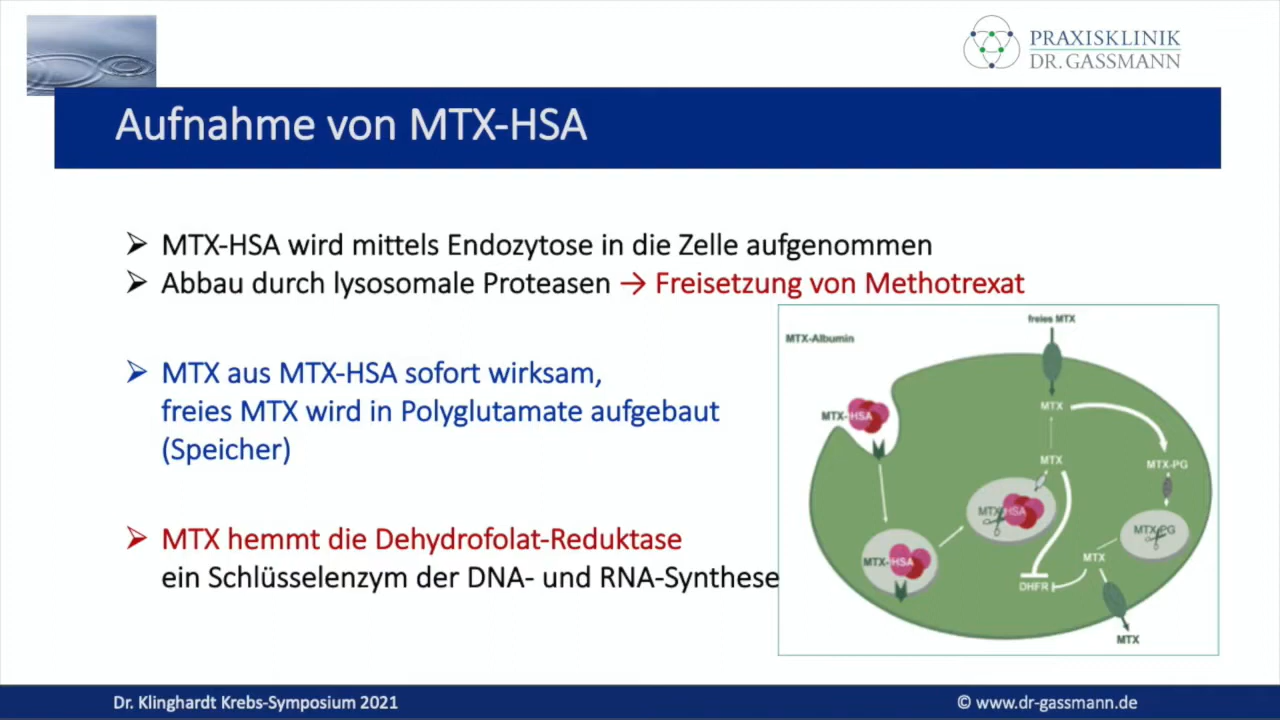 PRAXISKLINIK
DR. GASSMANN
Aufnahme von MTX-HSA
➢ MTX-HSA wird mittels Endozytose in die Zelle aufgenommen
➢ Abbau durch lysosomale Proteasen → Freisetzung von Methotrexat
➢ MTX aus MTX-HSA sofort wirksam,
freies MTX wird in Polyglutamate aufgebaut
(Speicher)
➢ MTX hemmt die Dehydrofolat-Reduktase
ein Schlüsselenzym der DNA- und RNA-Synthese
freies MTX
MTX-Albumin
MTX
MTX-HSA
MTX
MTX-PG
MTX-HSA
MTX-PG
MTX-HSA
MTX
DHFR
MTX
Dr. Klinghardt Krebs-Symposium 2021
© www.dr-gassmann.de